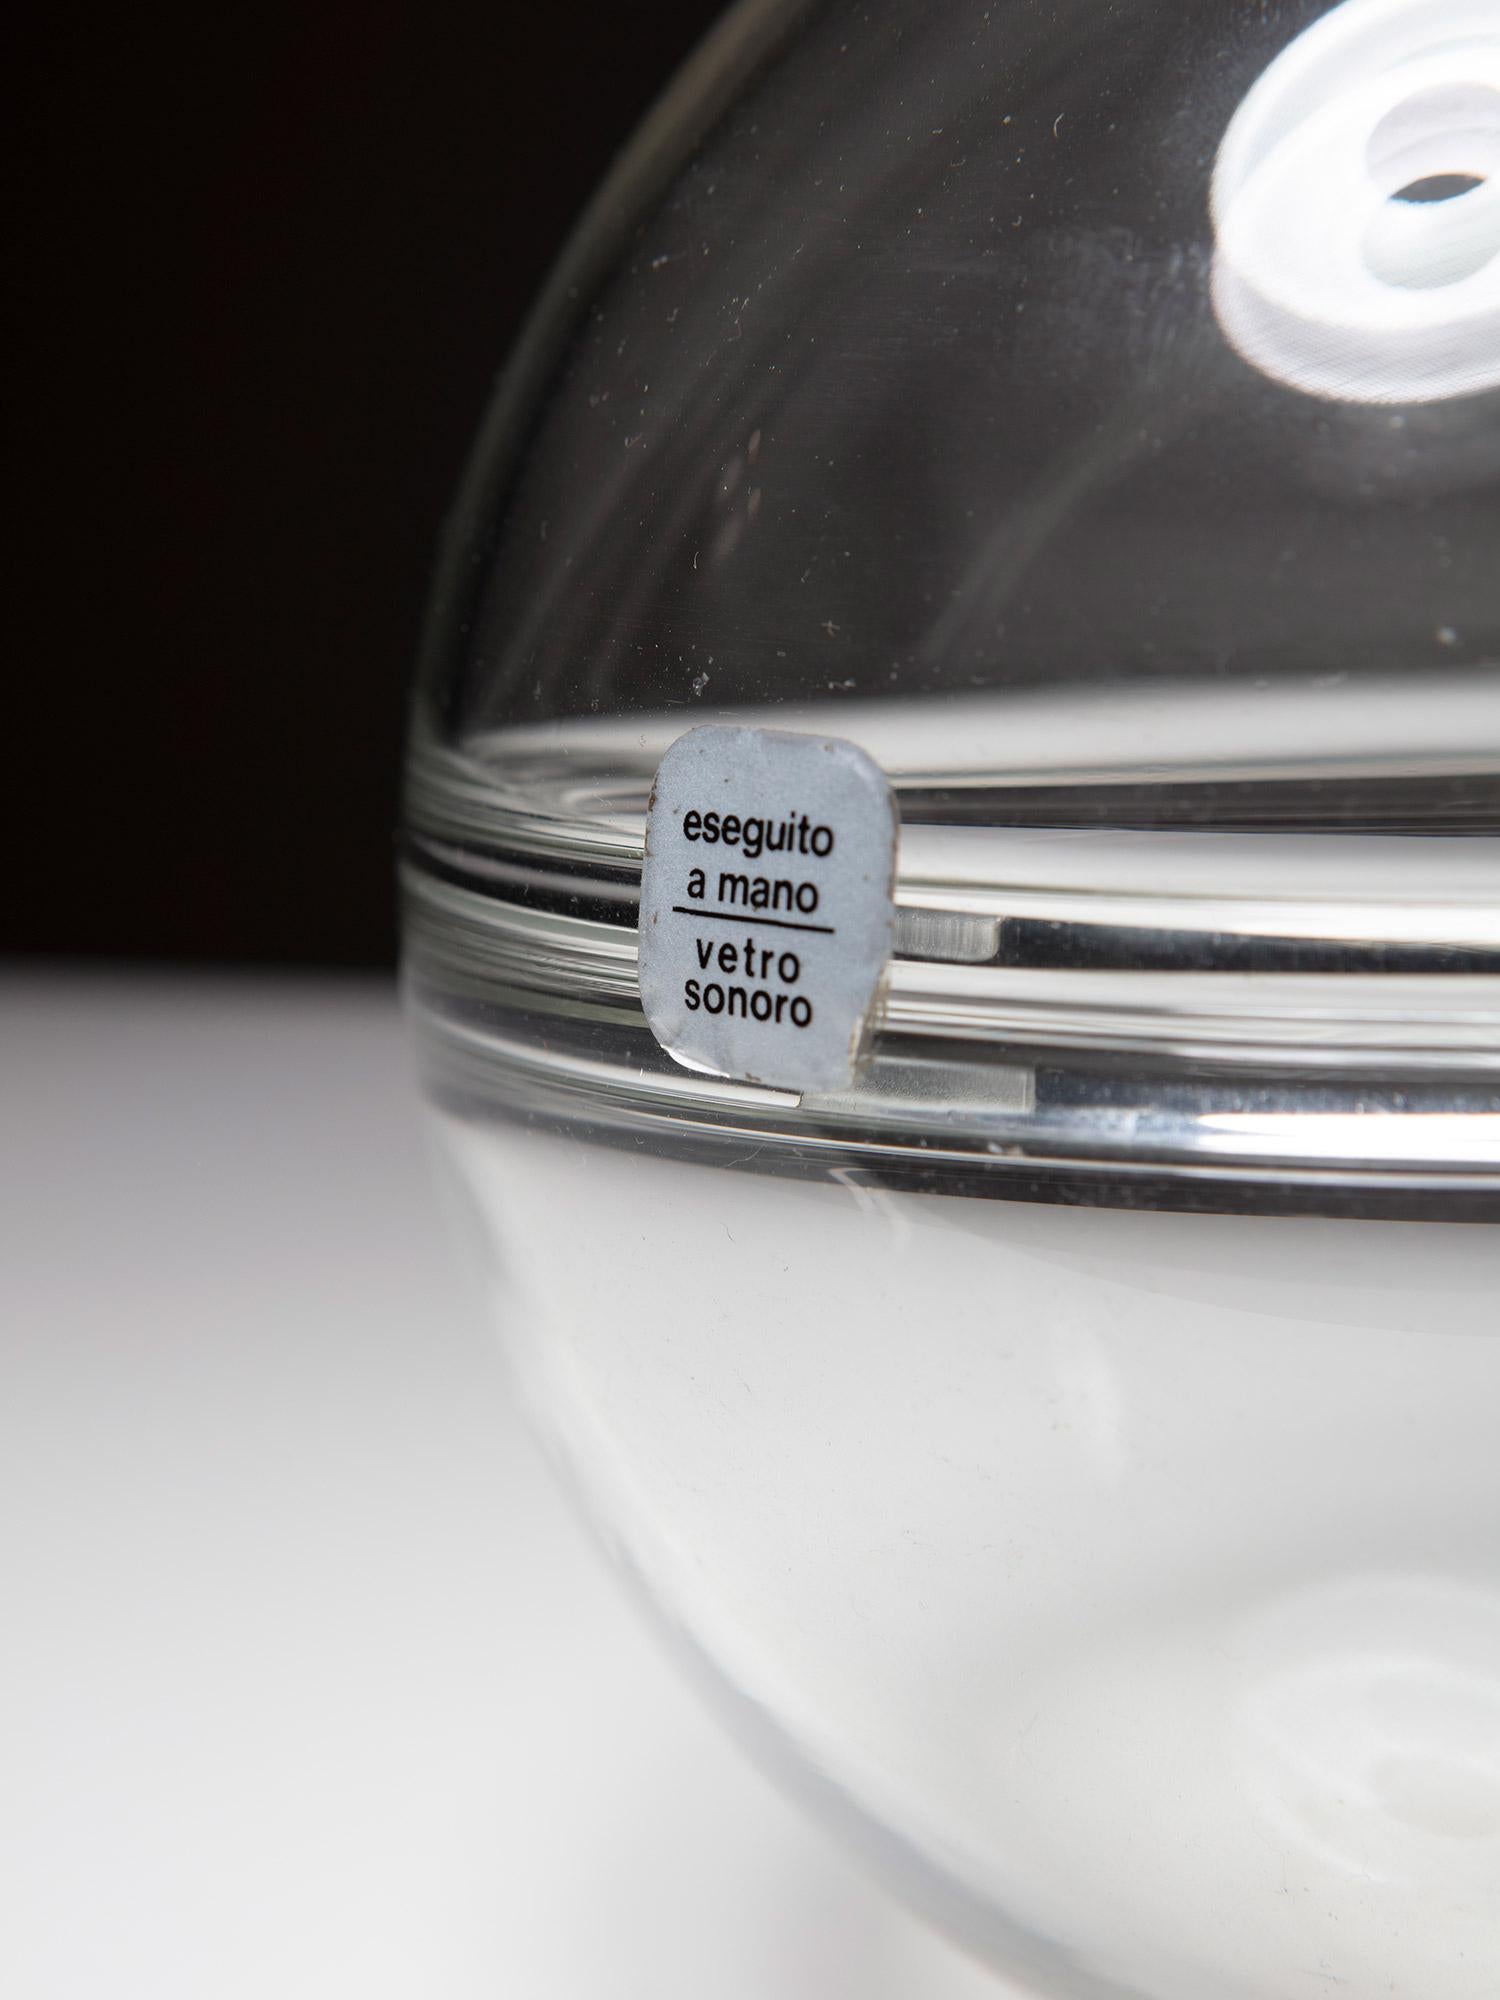 eseguito
a mano
vetro
sonoro